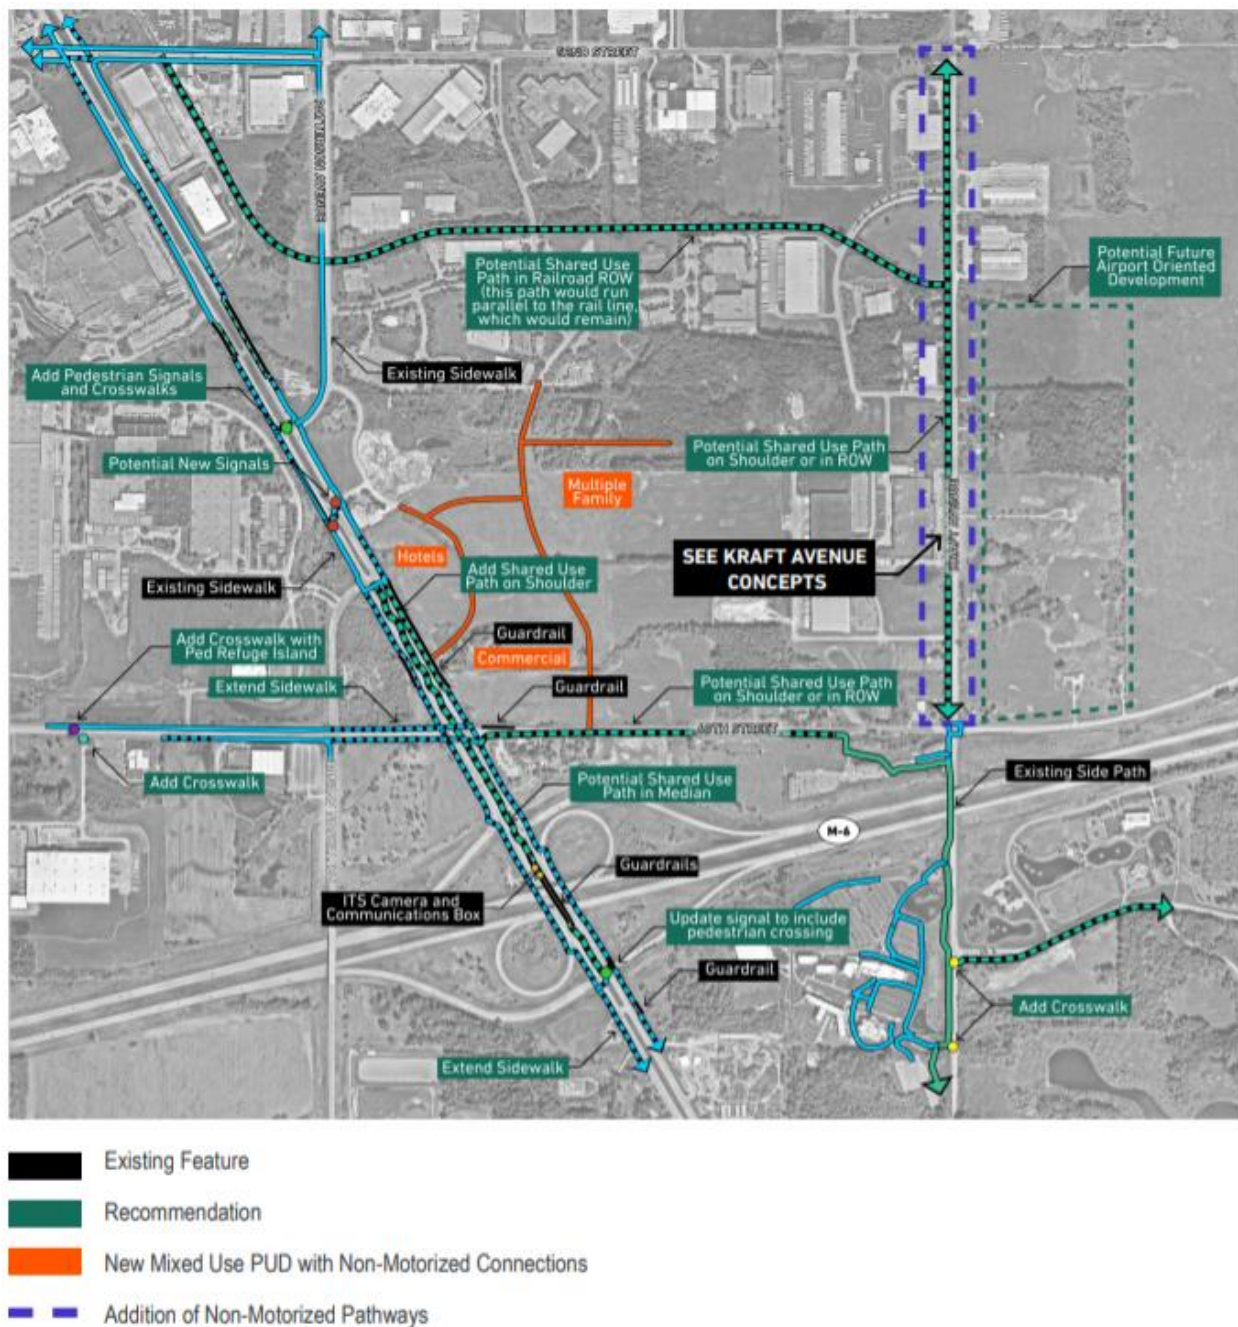 52ND STREET
PATTERSON AVENUE
Potential Future
Airport Oriented
Development
Potential Shared Use
Path in Railroad ROW
(this path would run
parallel to the rail line,
which would remain)
Existing Sidewalk
Add Pedestrian Signals
and Crosswalks
Potential Shared Use Path
on Shoulder or in ROW
Potential New Signals
Multiple
Family
KRAFT AVENUE
Hotels
SEE KRAFT AVENUE
CONCEPTS
Add Shared Use
Path on Shoulder
Existing Sidewalk
Guardrail
Add Crosswalk with
Ped Refuge Island
Commercial
Extend Sidewalk
Guardrail
Potential Shared Use Path
on Shoulder or in ROW
60TH STREET
Add Crosswalk
Potential Shared Use
Path in Median
Existing Side Path
M-6
Guardrails
ITS Camera and
Communications Box
Update signal to include
pedestrian crossing
Guardrail
Add Crosswalk
Extend Sidewalk
Existing Feature
Recommendation
New Mixed Use PUD with Non-Motorized Connections
Addition of Non-Motorized Pathways